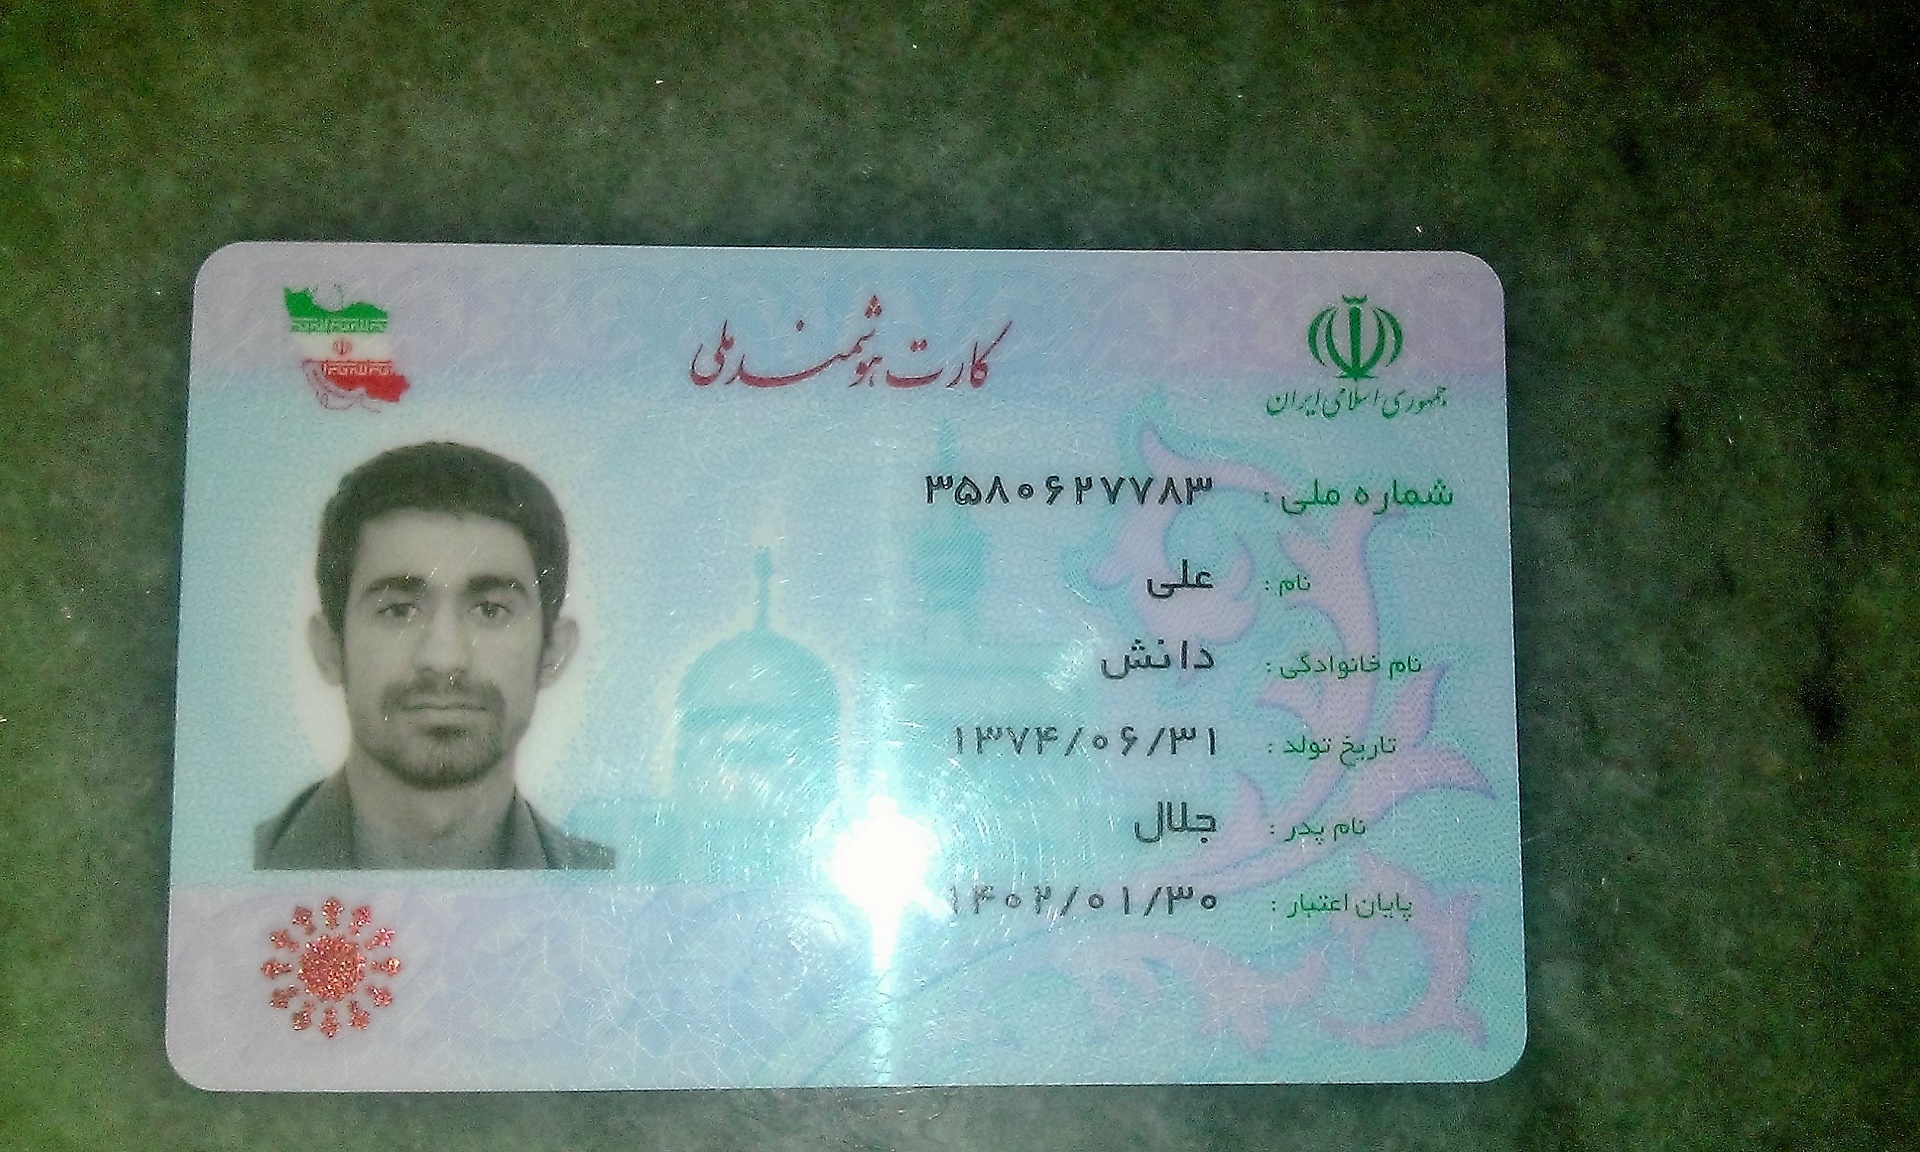 کارت هوشمند ملی
جمهوری اسلامی ایران
شماره ملی : ۳۵۸۰۶۲۷۷۸۳
نام : علی
نام خانوادگی : دانش
تاریخ تولد : ۱۳۷۴/۰۶/۳۱
نام پدر : جلال
پایان اعتبار : ۱۴۰۲/۰۱/۳۰